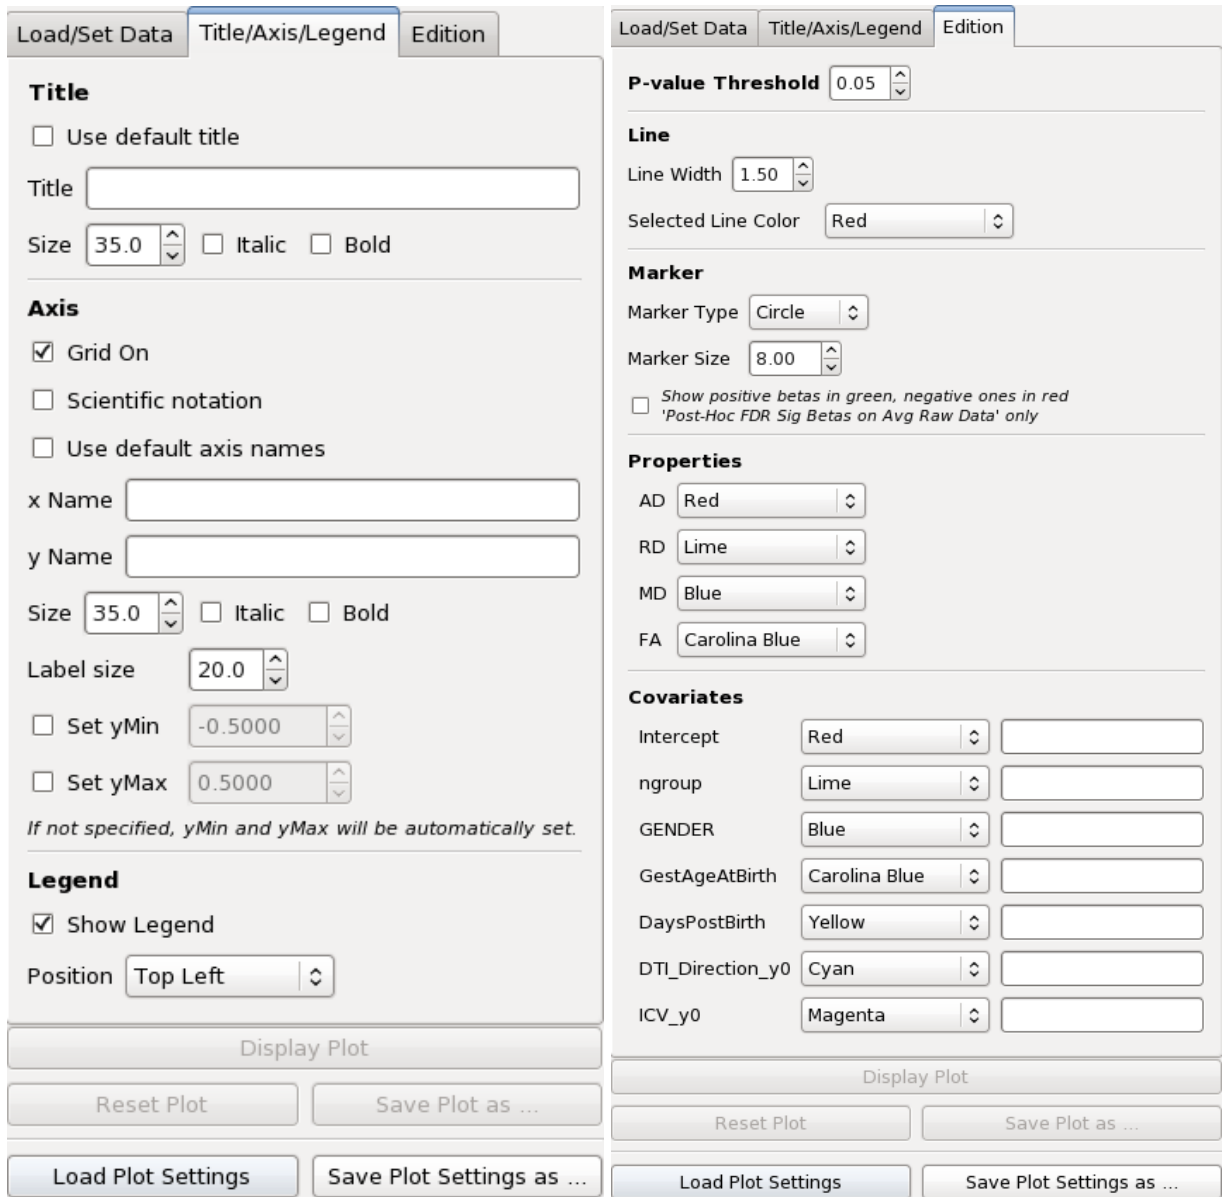 Load/Set Data Title/Axis/Legend Edition
Title
Use default title
Title
Size 35.0 Italic Bold
Axis
Grid On
Scientific notation
Use default axis names
x Name
y Name
Size 35.0 Italic Bold
Label size 20.0
Set yMin -0.5000
Set yMax 0.5000
If not specified, yMin and yMax will be automatically set.
Legend
Show Legend
Position Top Left
Display Plot
Reset Plot Save Plot as ...
Load Plot Settings Save Plot Settings as ...
Load/Set Data Title/Axis/Legend Edition
P-value Threshold 0.05
Line
Line Width 1.50
Selected Line Color Red
Marker
Marker Type Circle
Marker Size 8.00
Show positive betas in green, negative ones in red
'Post-Hoc FDR Sig Betas on Avg Raw Data' only
Properties
AD Red
RD Lime
MD Blue
FA Carolina Blue
Covariates
Intercept Red
ngroup Lime
GENDER Blue
GestAgeAtBirth Carolina Blue
DaysPostBirth Yellow
DTI_Direction_y0 Cyan
ICV_y0 Magenta
Display Plot
Reset Plot Save Plot as ...
Load Plot Settings Save Plot Settings as ...